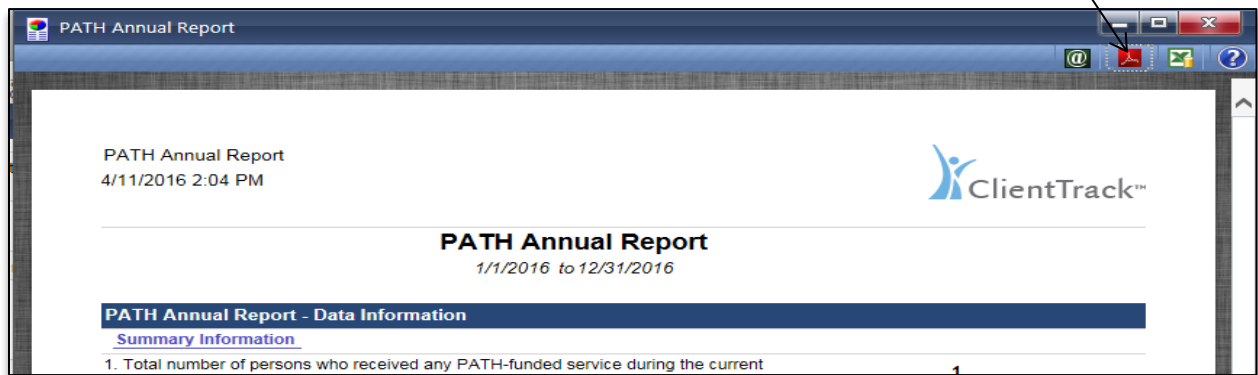 PATH Annual Report
PATH Annual Report
4/11/2016 2:04 PM
ClientTrack™
PATH Annual Report
1/1/2016 to 12/31/2016
PATH Annual Report - Data Information
Summary Information
1. Total number of persons who received any PATH-funded service during the current 1